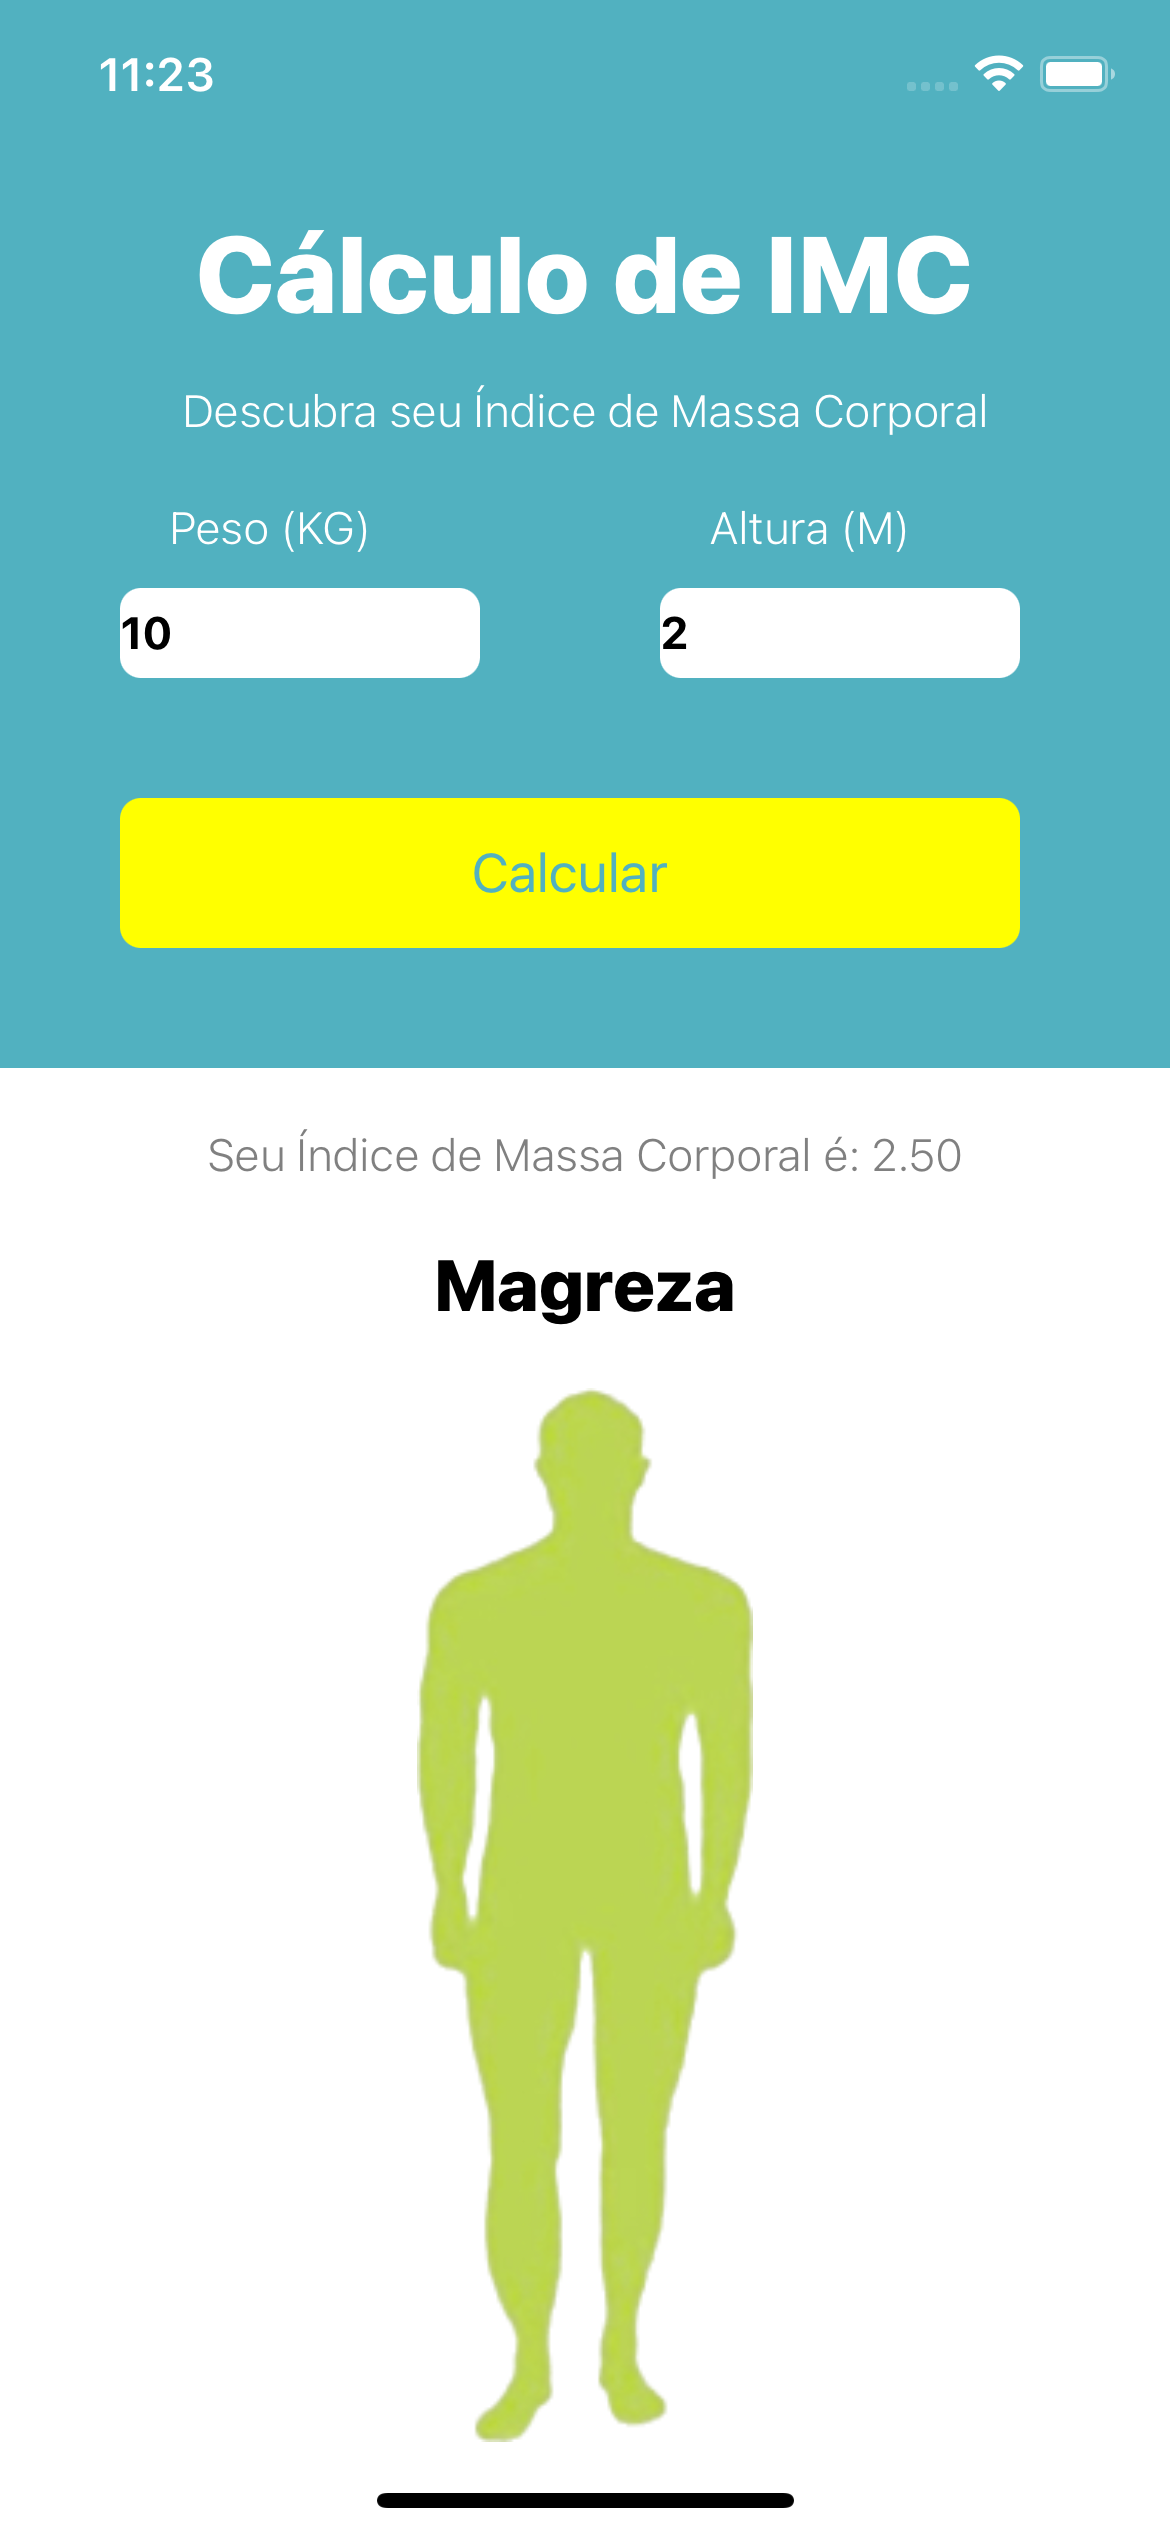 11:23
Cálculo de IMC
Descubra seu Índice de Massa Corporal
Peso (KG) Altura (M)
10 2
Calcular
Seu Índice de Massa Corporal é: 2.50
Magreza